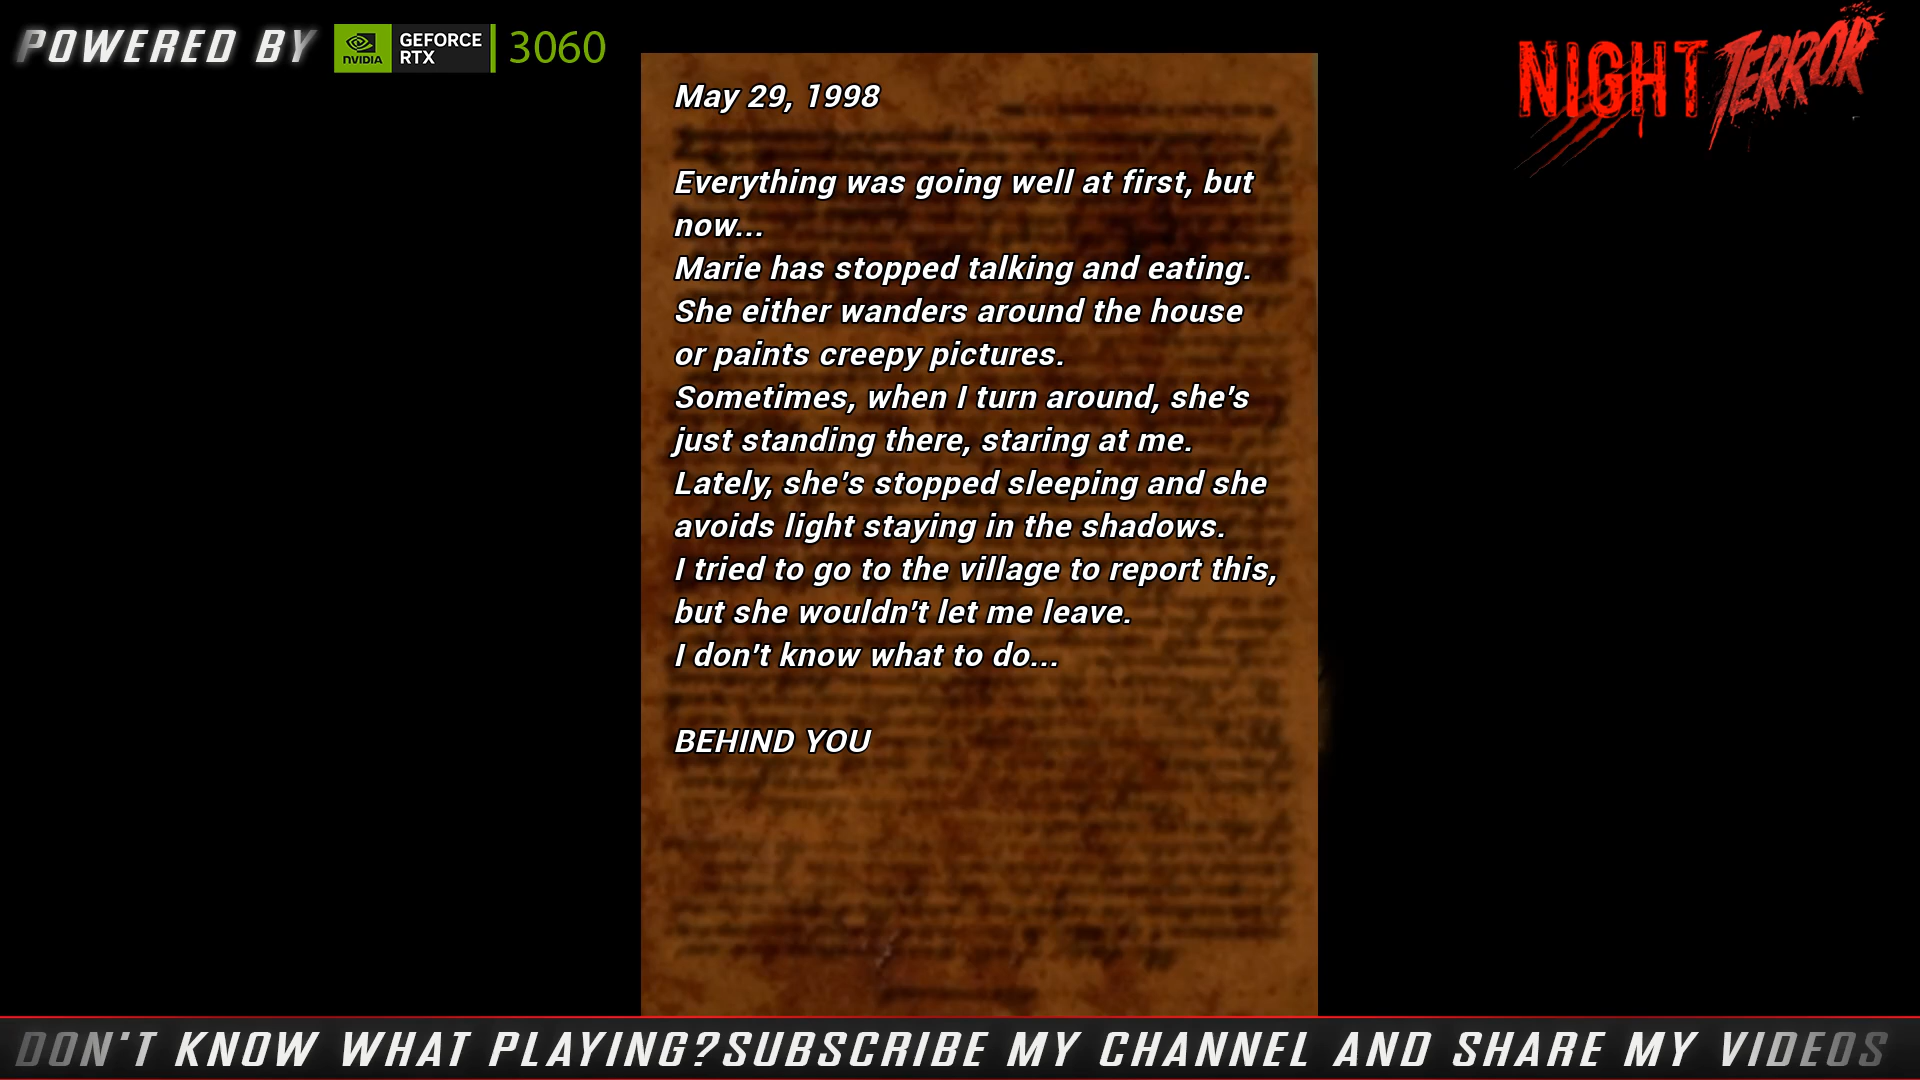 POWERED BY NVIDIA GEFORCE RTX 3060
NIGHT TERROR
May 29, 1998
Everything was going well at first, but
now...
Marie has stopped talking and eating.
She either wanders around the house
or paints creepy pictures.
Sometimes, when I turn around, she's
just standing there, staring at me.
Lately, she's stopped sleeping and she
avoids light staying in the shadows.
I tried to go to the village to report this,
but she wouldn't let me leave.
I don't know what to do...
BEHIND YOU
DON'T KNOW WHAT PLAYING?SUBSCRIBE MY CHANNEL AND SHARE MY VIDEOS